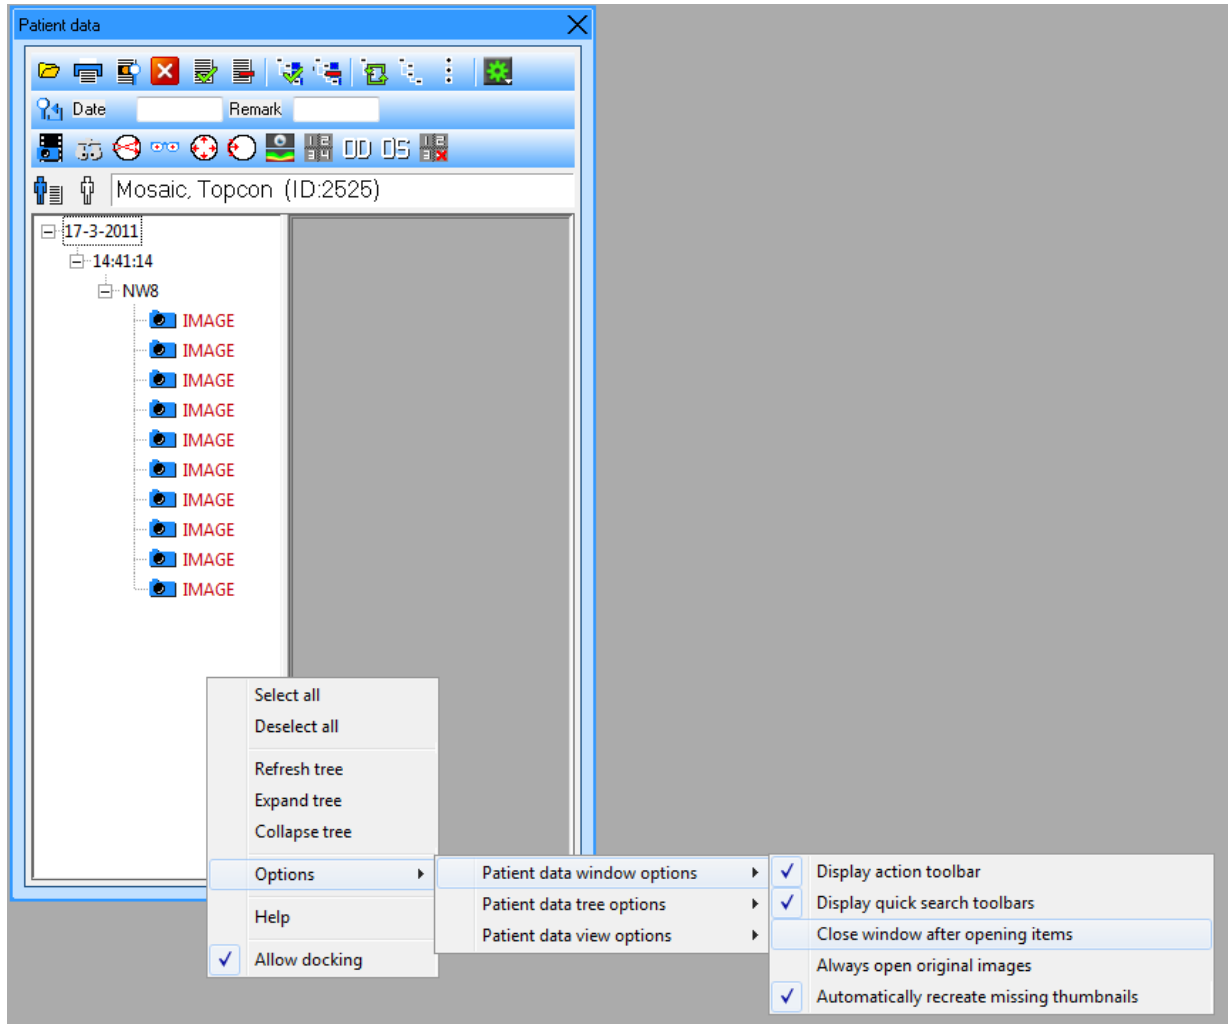 Patient data
Date Remark
OD OS
Mosaic, Topcon (ID:2525)
17-3-2011
14:41:14
NW8
IMAGE
IMAGE
IMAGE
IMAGE
IMAGE
IMAGE
IMAGE
IMAGE
IMAGE
IMAGE
Select all
Deselect all
Refresh tree
Expand tree
Collapse tree
Options
Help
Allow docking
Patient data window options
Patient data tree options
Patient data view options
Display action toolbar
Display quick search toolbars
Close window after opening items
Always open original images
Automatically recreate missing thumbnails